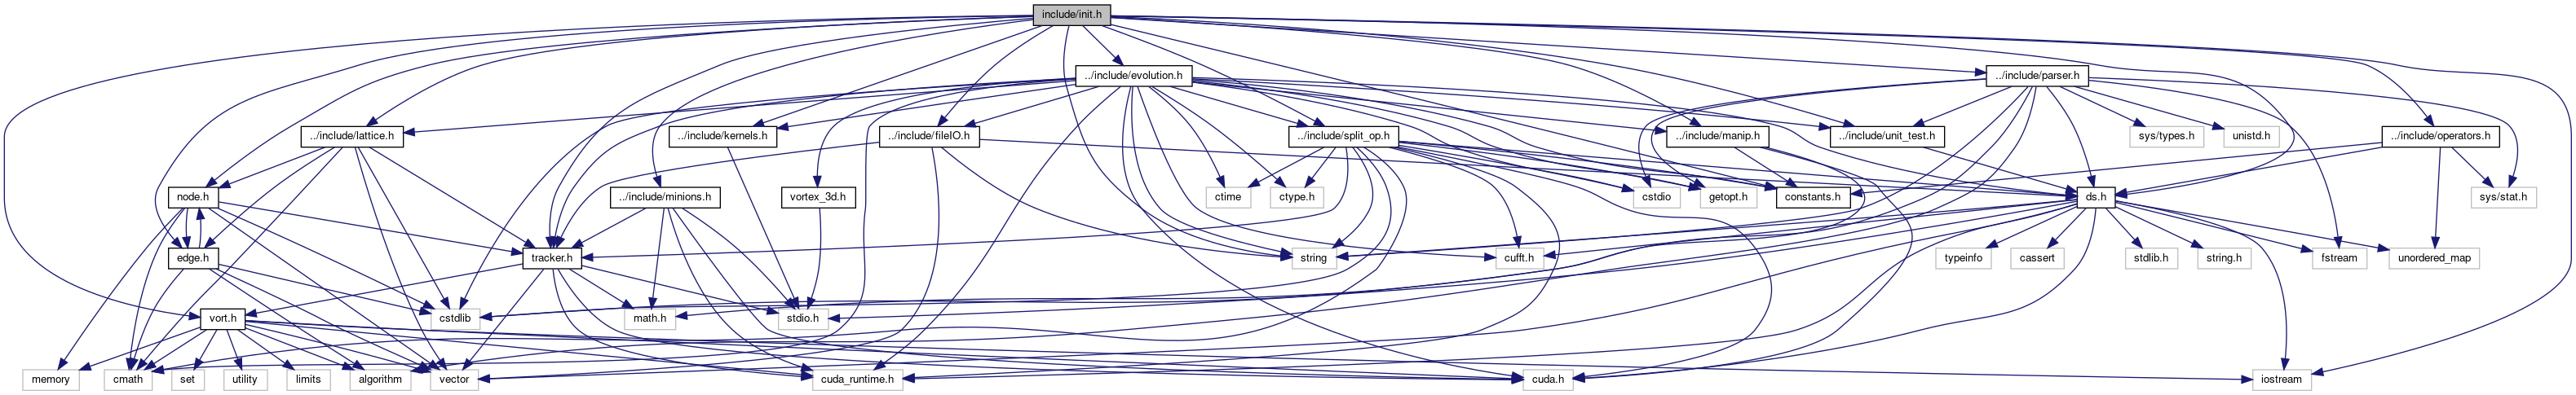 include/init.h
../include/evolution.h
../include/parser.h
../include/lattice.h
../include/kernels.h
../include/fileIO.h
../include/split_op.h
../include/manip.h
../include/unit_test.h
sys/types.h
unistd.h
../include/operators.h
node.h
../include/minions.h
vortex_3d.h
ctime
ctype.h
cstdio
getopt.h
constants.h
ds.h
sys/stat.h
edge.h
tracker.h
string
cufft.h
typeinfo
cassert
stdlib.h
string.h
fstream
unordered_map
vort.h
cstdlib
math.h
stdio.h
memory
cmath
set
utility
limits
algorithm
vector
cuda_runtime.h
cuda.h
iostream